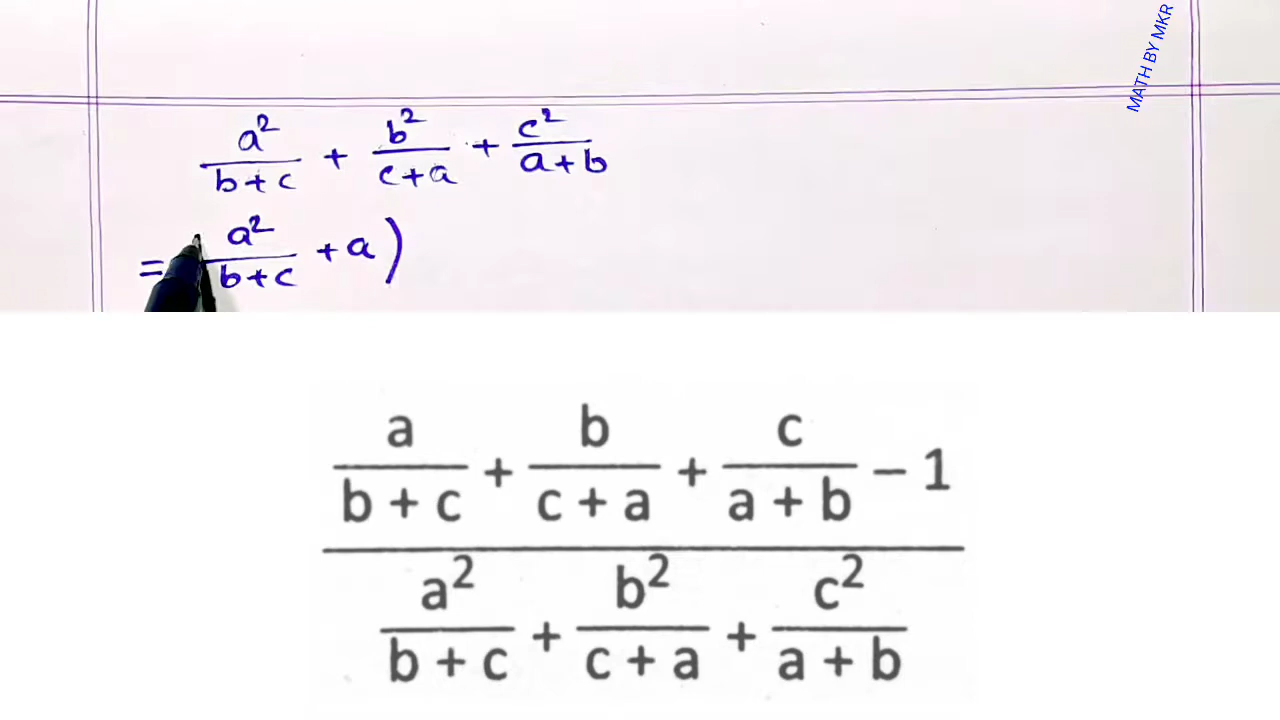 MATH BY MKR
a²/(b+c) + b²/(c+a) + c²/(a+b)
= a²/(b+c) + a)
(a/(b + c) + b/(c + a) + c/(a + b) − 1)/(a²/(b + c) + b²/(c + a) + c²/(a + b))